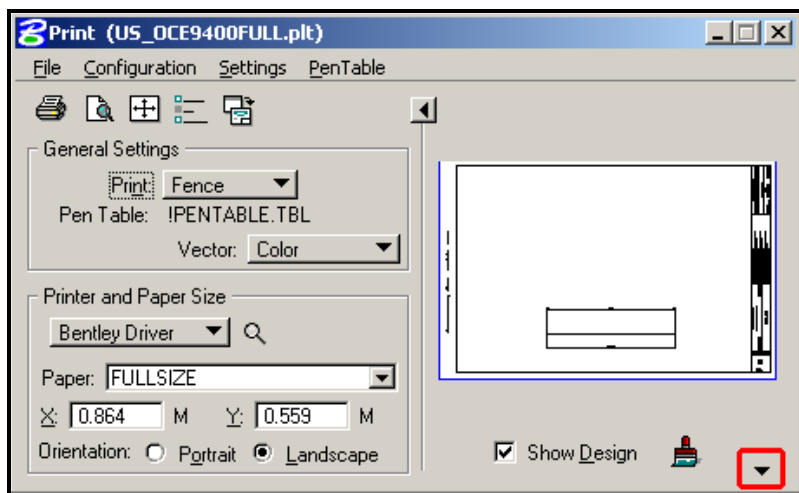 Print (US_OCE9400FULL.plt)
File Configuration Settings PenTable
General Settings
Print: Fence
Pen Table: !PENTABLE.TBL
Vector: Color
Printer and Paper Size
Bentley Driver
Paper: FULLSIZE
X: 0.864 M Y: 0.559 M
Orientation: Portrait Landscape
Show Design